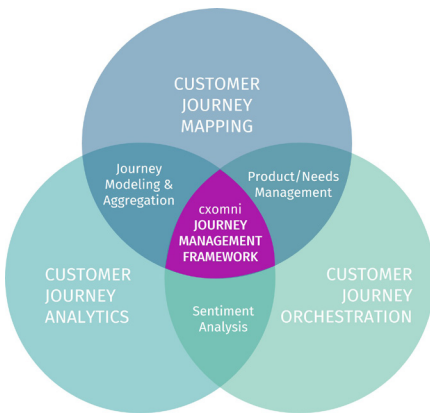 CUSTOMER
JOURNEY
MAPPING
Journey
Modeling &
Aggregation
Product/Needs
Management
cxomni
JOURNEY
MANAGEMENT
FRAMEWORK
CUSTOMER
JOURNEY
ANALYTICS
CUSTOMER
JOURNEY
ORCHESTRATION
Sentiment
Analysis